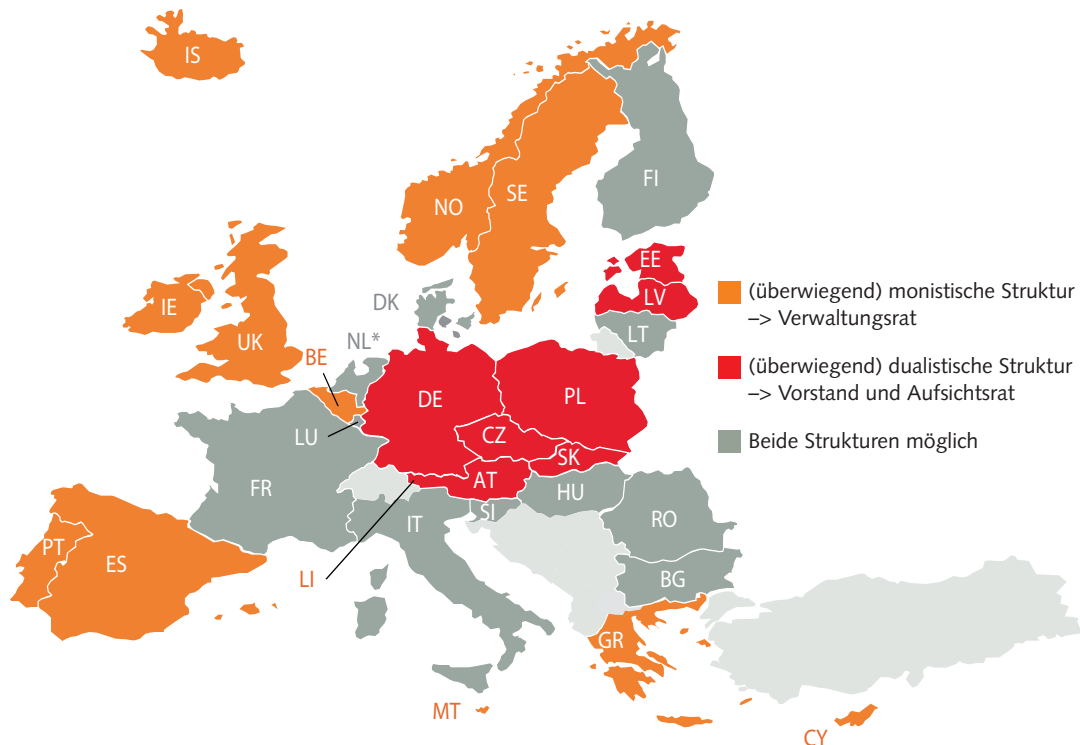 IS
FI
SE
NO
EE
LV
LT
IE
UK
DK
NL*
BE
DE
PL
LU
CZ
SK
AT
FR
HU
SI
IT
RO
PT
ES
LI
BG
GR
MT
CY
(überwiegend) monistische Struktur
–> Verwaltungsrat
(überwiegend) dualistische Struktur
–> Vorstand und Aufsichtsrat
Beide Strukturen möglich